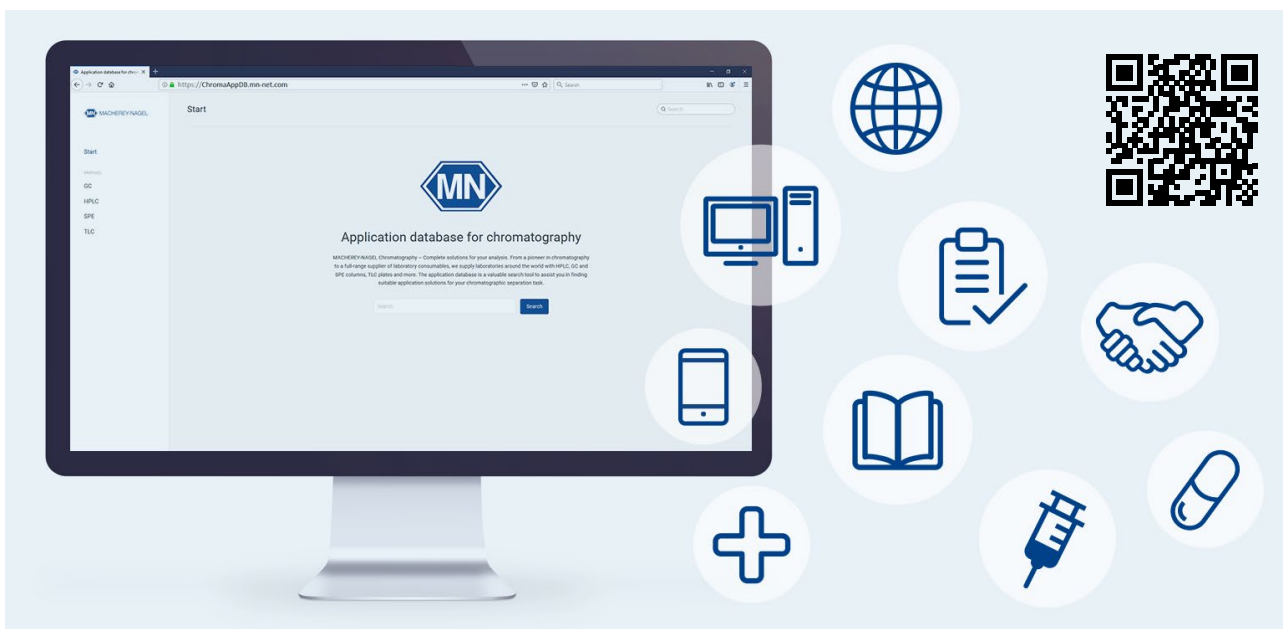 Application database for chro
https://ChromaAppDB.mn-net.com
Search
MN MACHEREY-NAGEL
Start
Search
Start
GC
HPLC
SPE
TLC
MN
Application database for chromatography
MACHEREY-NAGEL Chromatography – Complete solutions for your analysis. From a pioneer in chromatography
to a full-range supplier of laboratory consumables, we supply laboratories around the world with HPLC, GC and
SPE columns, TLC plates and more. The application database is a valuable search tool to assist you in finding
suitable application solutions for your chromatographic separation task.
Search
Search